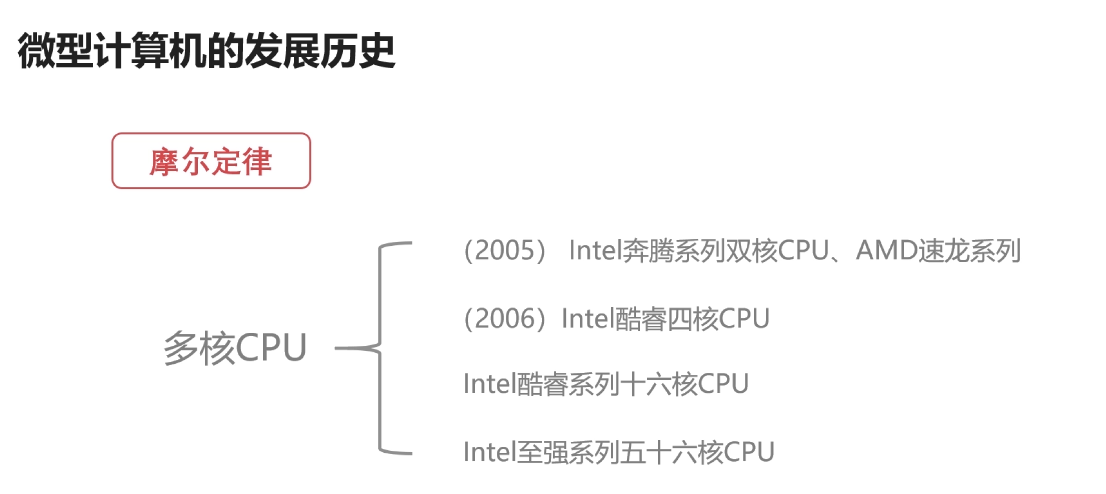 微型计算机的发展历史
摩尔定律
多核CPU
（2005） Intel奔腾系列双核CPU、AMD速龙系列
（2006）Intel酷睿四核CPU
Intel酷睿系列十六核CPU
Intel至强系列五十六核CPU